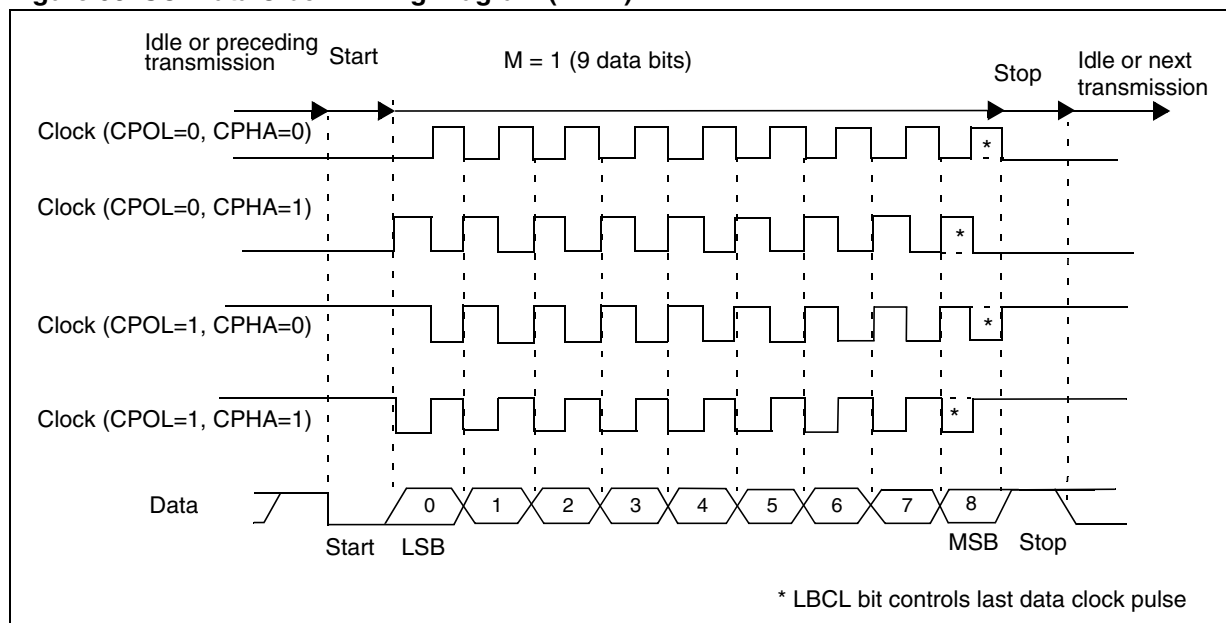 Idle or preceding
transmission
Start
M = 1 (9 data bits)
Stop
Idle or next
transmission
Clock (CPOL=0, CPHA=0)
*
Clock (CPOL=0, CPHA=1)
*
Clock (CPOL=1, CPHA=0)
*
Clock (CPOL=1, CPHA=1)
*
Data
0 1 2 3 4 5 6 7 8
Start LSB MSB Stop
* LBCL bit controls last data clock pulse